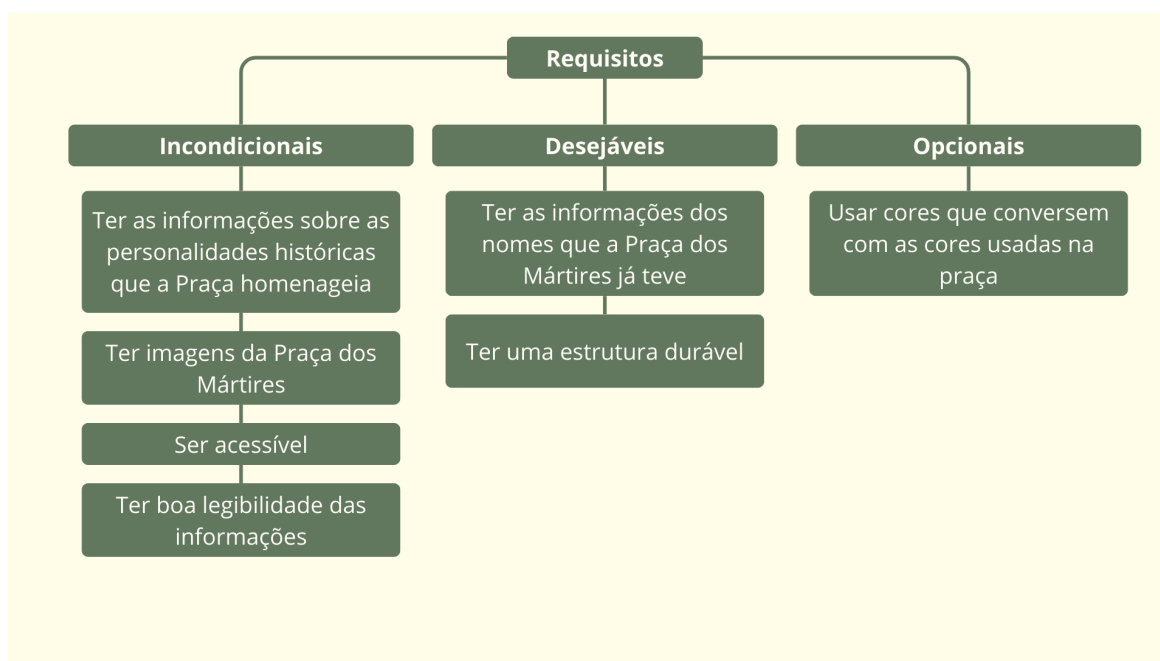 Requisitos
Incondicionais
Ter as informações sobre as
personalidades históricas
que a Praça homenageia
Ter imagens da Praça dos
Mártires
Ser acessível
Ter boa legibilidade das
informações
Desejáveis
Ter as informações dos
nomes que a Praça dos
Mártires já teve
Ter uma estrutura durável
Opcionais
Usar cores que conversem
com as cores usadas na
praça